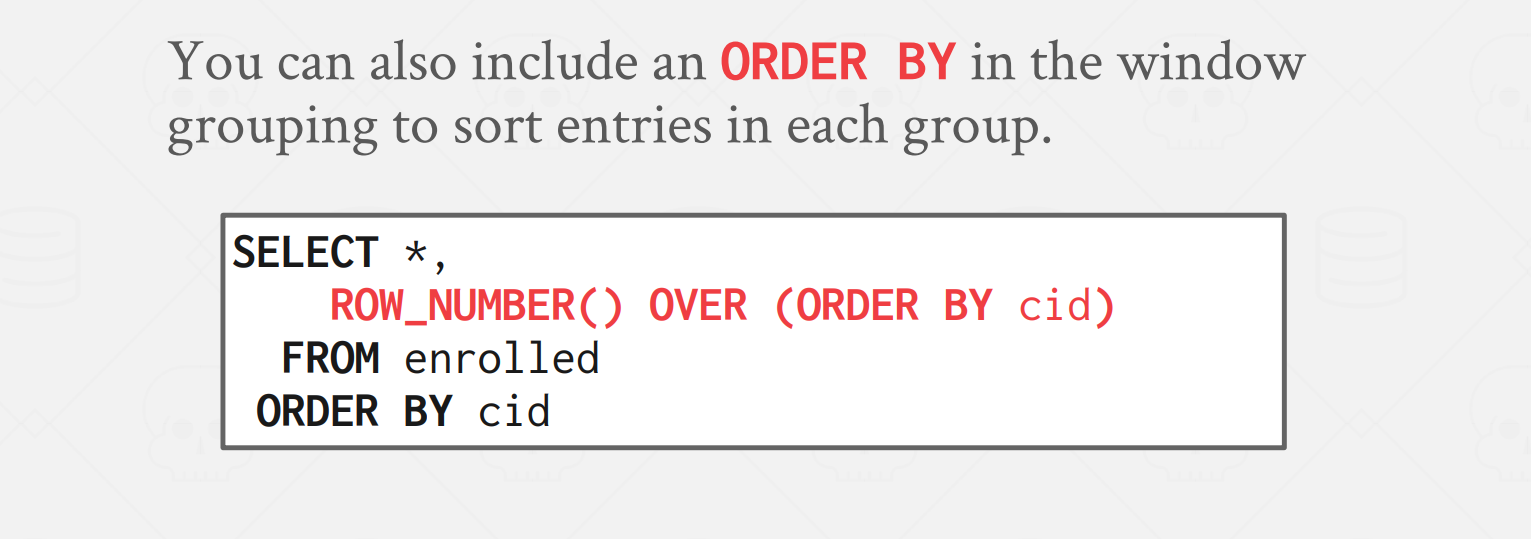 You can also include an ORDER BY in the window
grouping to sort entries in each group.
SELECT *,
ROW_NUMBER() OVER (ORDER BY cid)
FROM enrolled
ORDER BY cid